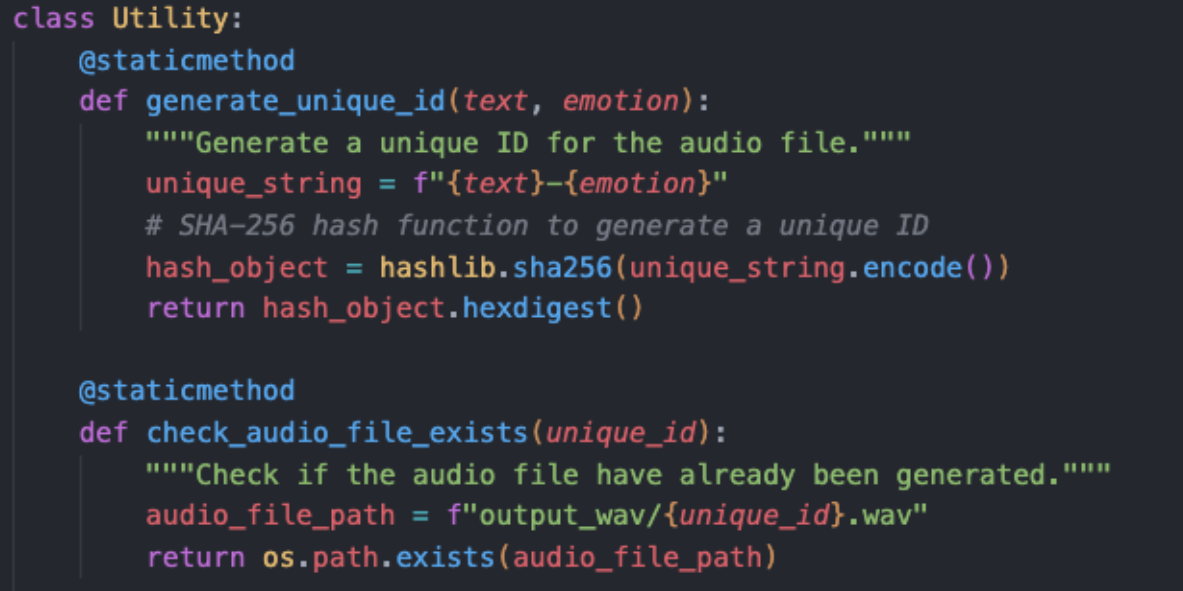 class Utility:
    @staticmethod
    def generate_unique_id(text, emotion):
        """Generate a unique ID for the audio file."""
        unique_string = f"{text}-{emotion}"
        # SHA-256 hash function to generate a unique ID
        hash_object = hashlib.sha256(unique_string.encode())
        return hash_object.hexdigest()

    @staticmethod
    def check_audio_file_exists(unique_id):
        """Check if the audio file have already been generated."""
        audio_file_path = f"output_wav/{unique_id}.wav"
        return os.path.exists(audio_file_path)